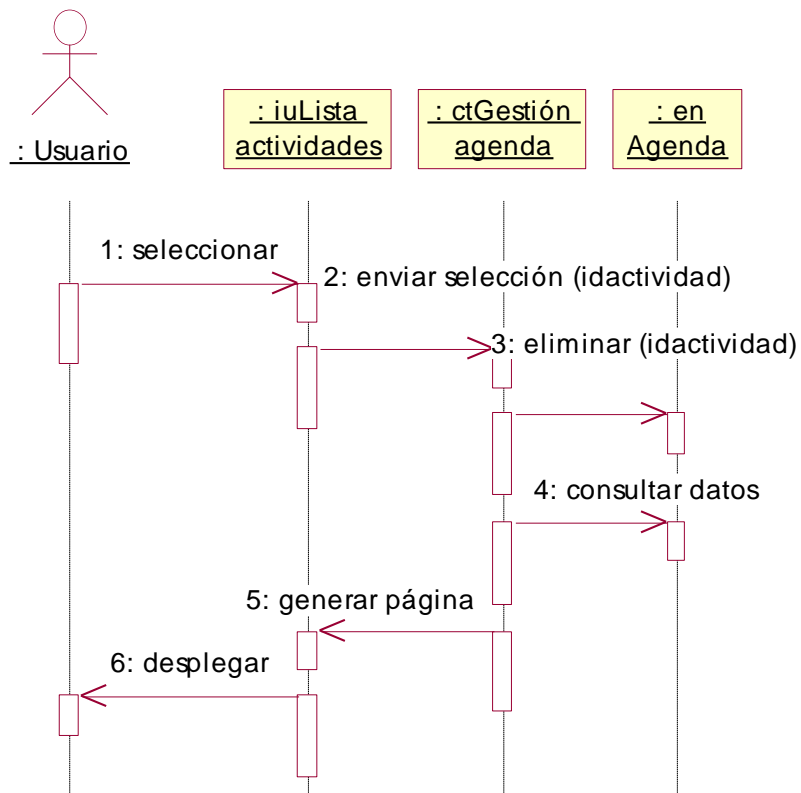 : Usuario
: iuLista
actividades
: ctGestión
agenda
: en
Agenda
1: seleccionar
2: enviar selección (idactividad)
3: eliminar (idactividad)
4: consultar datos
5: generar página
6: desplegar